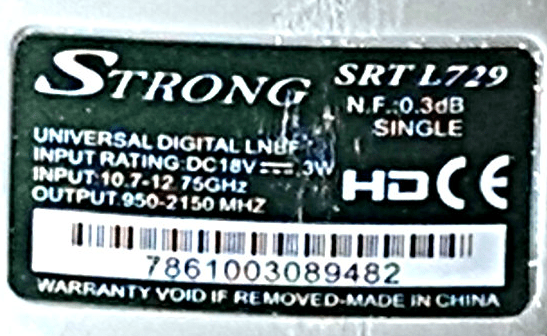 STRONG SRT L729
N.F.:0.3dB
SINGLE
UNIVERSAL DIGITAL LNBF
INPUT RATING:DC18V⎓ 3W
INPUT:10.7-12.75GHz
OUTPUT:950-2150 MHZ
HD CE
7861003089482
WARRANTY VOID IF REMOVED-MADE IN CHINA